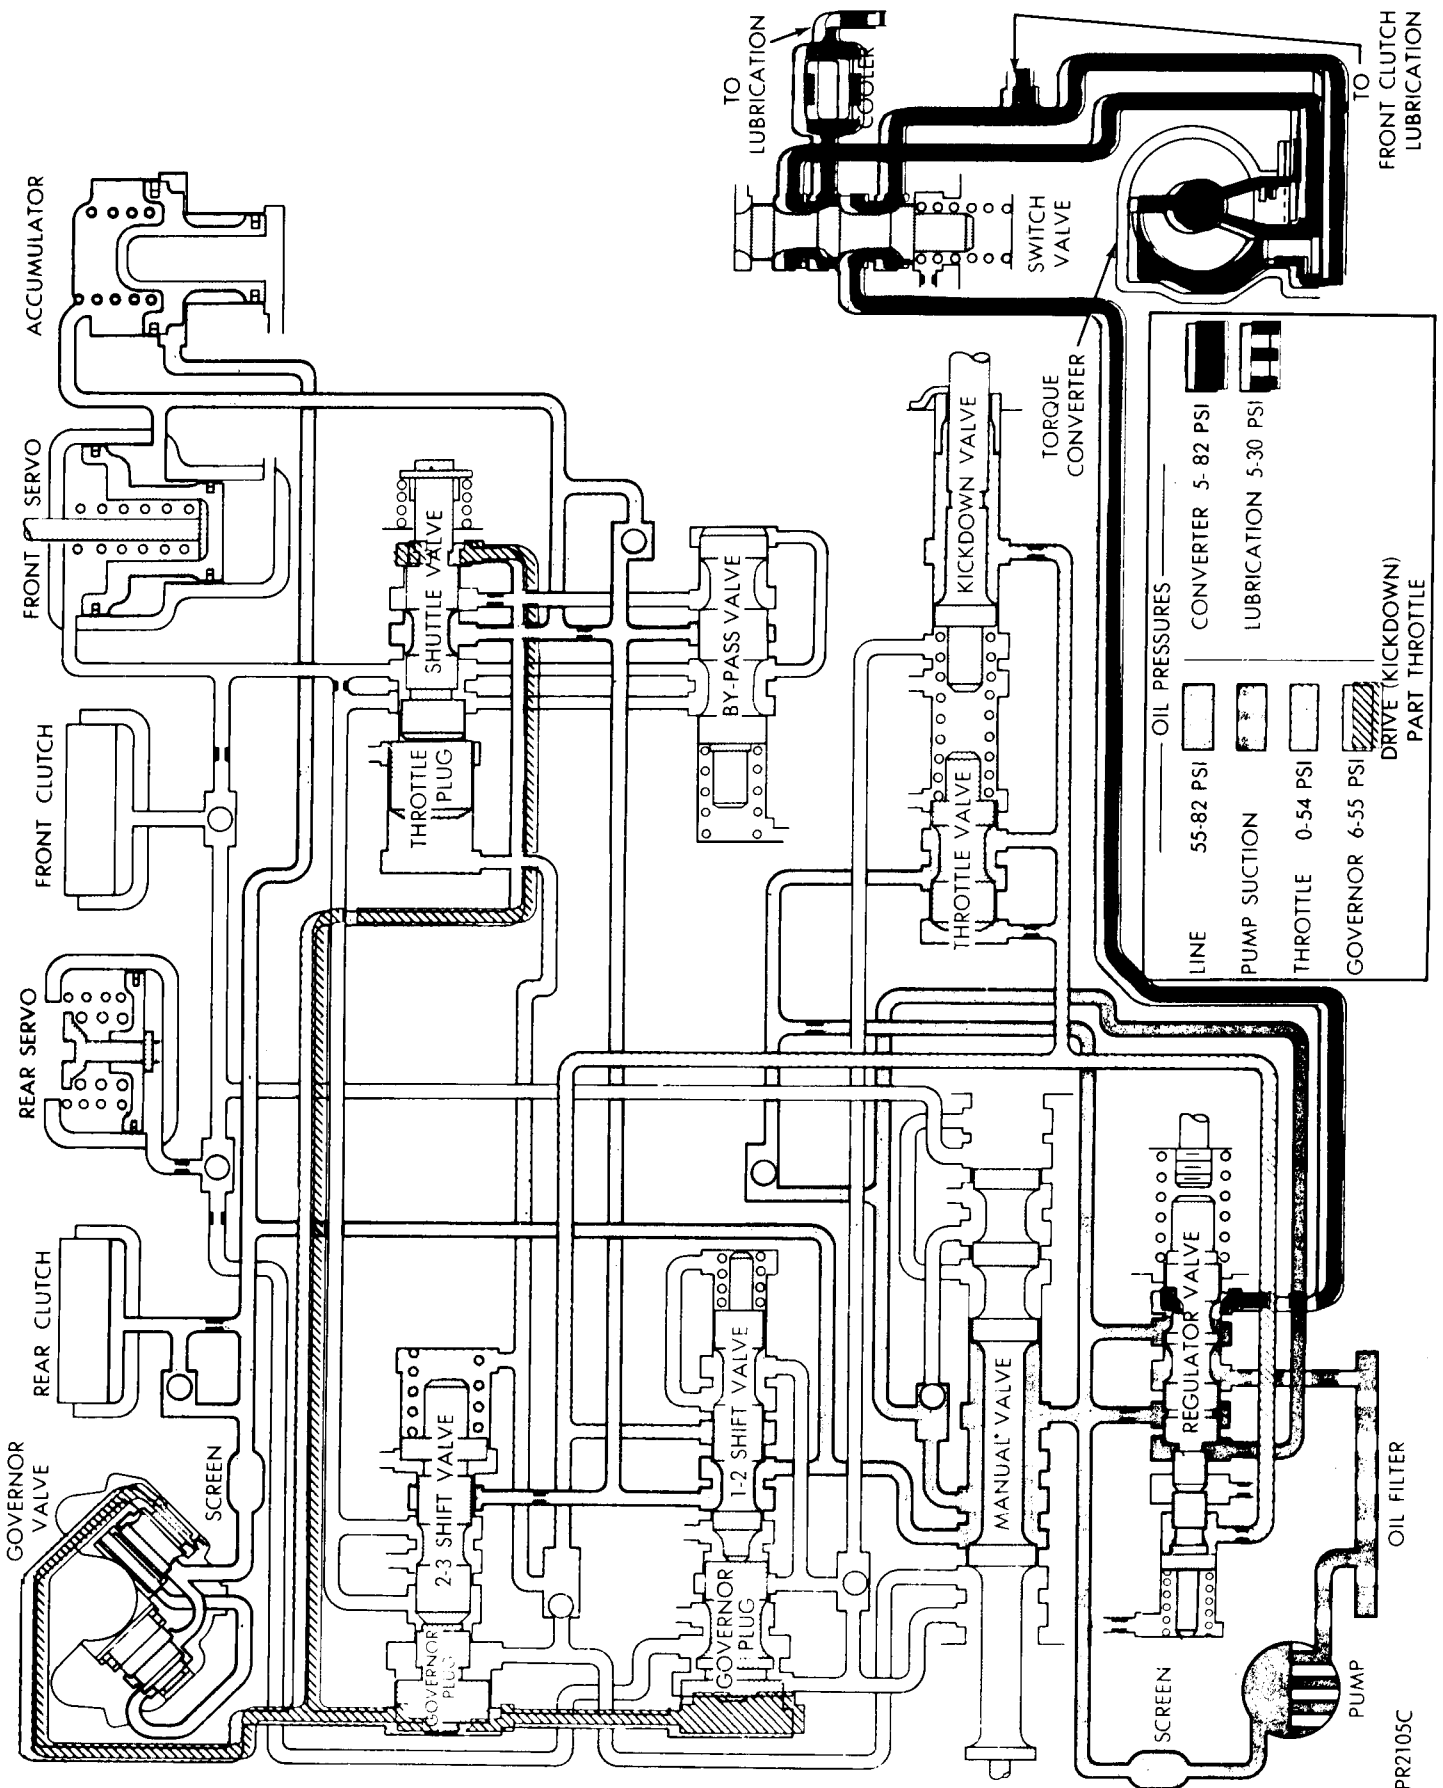 GOVERNOR
VALVE
REAR CLUTCH
REAR SERVO
FRONT CLUTCH
FRONT SERVO
ACCUMULATOR
SCREEN
2-3 SHIFT VALVE
GOVERNOR
PLUG
THROTTLE
PLUG
SHUTTLE VALVE
GOVERNOR
PLUG
1-2 SHIFT VALVE
BY-PASS VALVE
TO
LUBRICATION
COOLER
SWITCH
VALVE
TO
FRONT CLUTCH
LUBRICATION
TORQUE
CONVERTER
MANUAL VALVE
THROTTLE VALVE
KICKDOWN VALVE
REGULATOR VALVE
SCREEN
PUMP
OIL FILTER
OIL PRESSURES
LINE 55-82 PSI
PUMP SUCTION
THROTTLE 0-54 PSI
GOVERNOR 6-55 PSI
CONVERTER 5-82 PSI
LUBRICATION 5-30 PSI
DRIVE (KICKDOWN)
PART THROTTLE
PR2105C